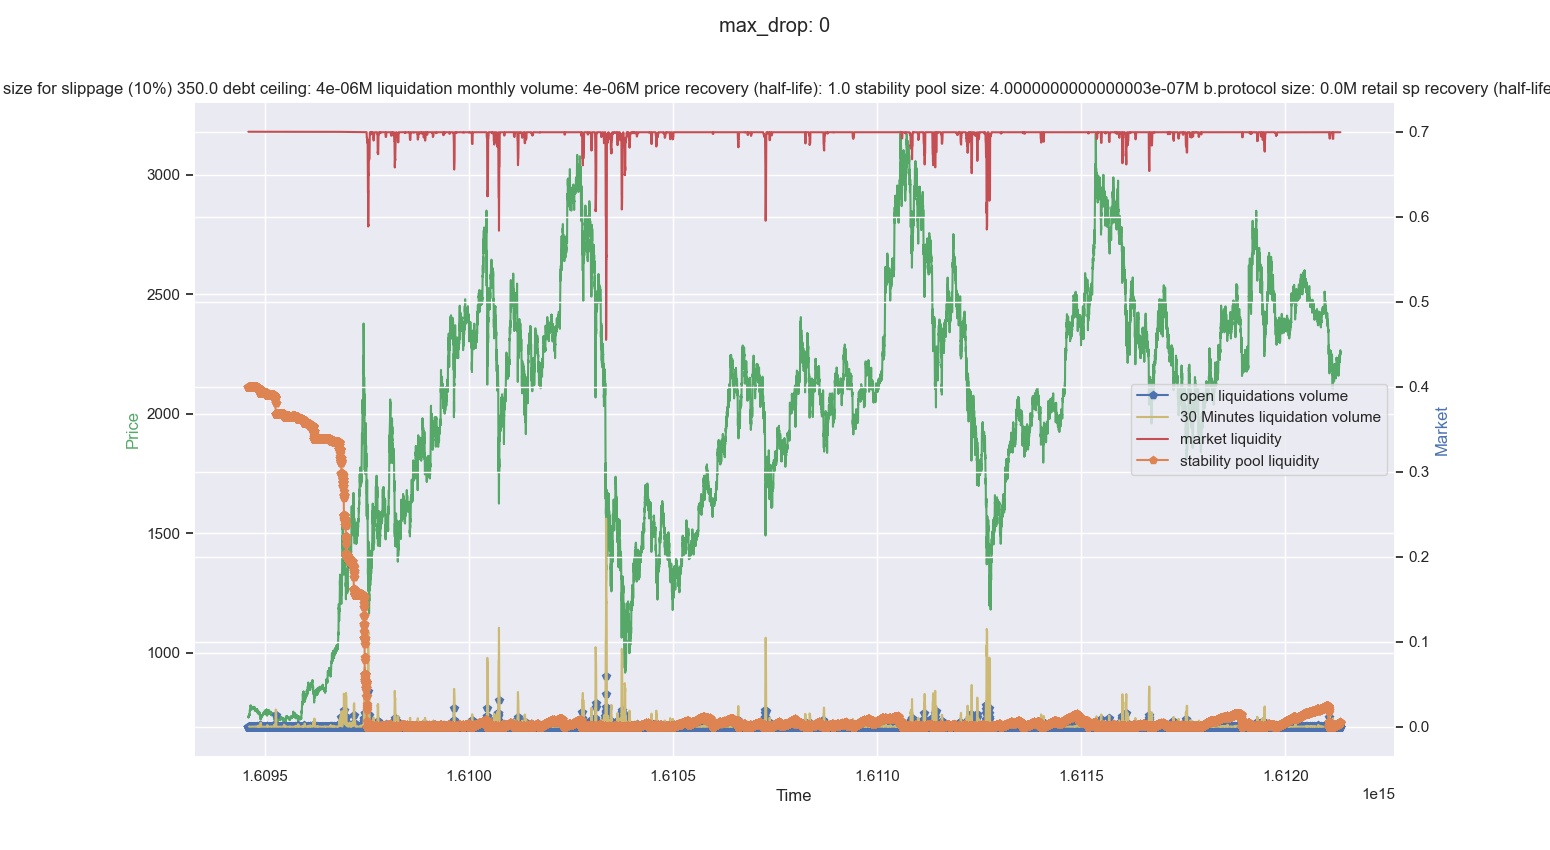 max_drop: 0
size for slippage (10%) 350.0 debt ceiling: 4e-06M liquidation monthly volume: 4e-06M price recovery (half-life): 1.0 stability pool size: 4.0000000000000003e-07M b.protocol size: 0.0M retail sp recovery (half-life
3000
2500
2000
1500
1000
Price
0.7
0.6
0.5
0.4
0.3
0.2
0.1
0.0
Market
open liquidations volume
30 Minutes liquidation volume
market liquidity
stability pool liquidity
1.6095 1.6100 1.6105 1.6110 1.6115 1.6120
Time
1e15